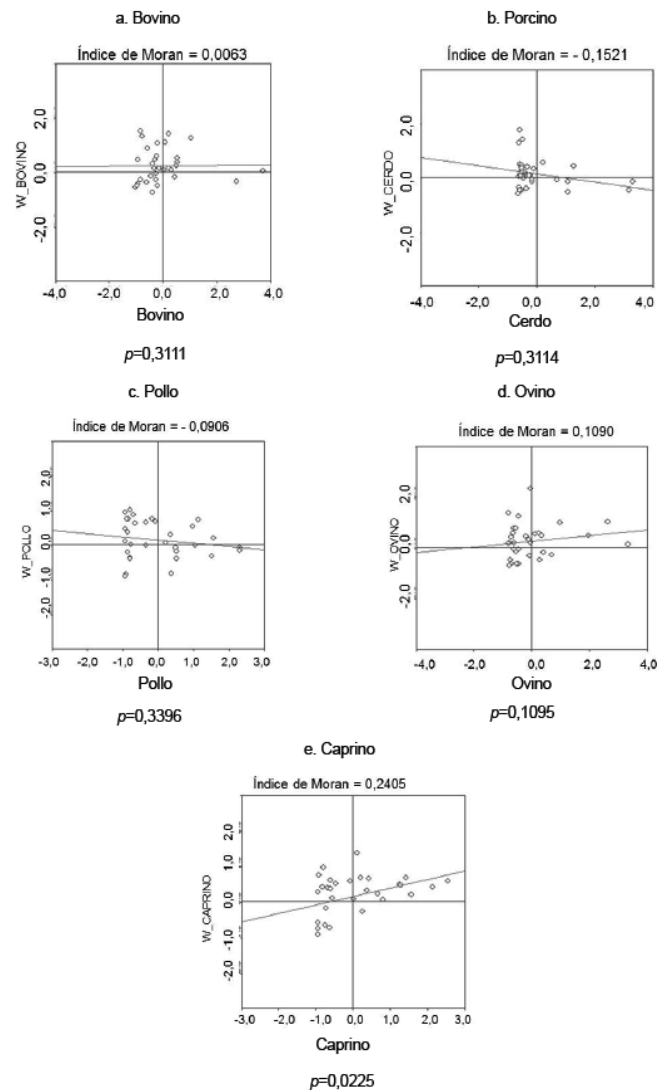 a. Bovino
Índice de Moran = 0,0063
W_BOVINO
2,0
0,0
-2,0
-4,0 -2,0 0,0 2,0 4,0
Bovino
p=0,3111
b. Porcino
Índice de Moran = - 0,1521
W_CERDO
2,0
0,0
-2,0
-4,0 -2,0 0,0 2,0 4,0
Cerdo
p=0,3114
c. Pollo
Índice de Moran = - 0,0906
W_POLLO
2,0
1,0
0,0
-1,0
-2,0
-3,0 -2,0 -1,0 0,0 1,0 2,0 3,0
Pollo
p=0,3396
d. Ovino
Índice de Moran = 0,1090
W_OVINO
2,0
0,0
-2,0
-4,0 -2,0 0,0 2,0 4,0
Ovino
p=0,1095
e. Caprino
Índice de Moran = 0,2405
W_CAPRINO
2,0
1,0
0,0
-1,0
-2,0
-3,0 -2,0 -1,0 0,0 1,0 2,0 3,0
Caprino
p=0,0225